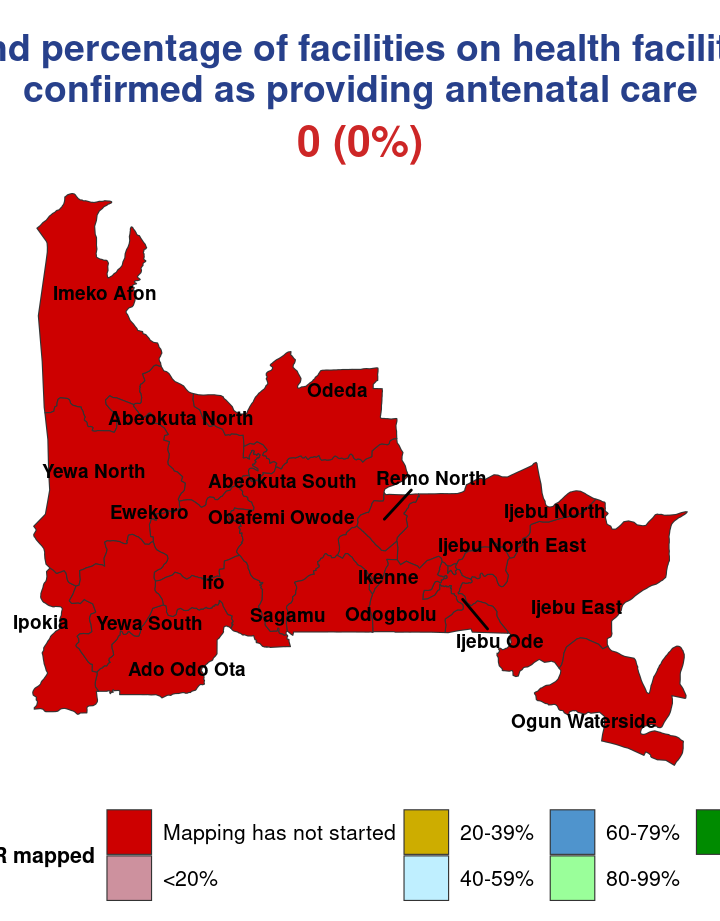 nd percentage of facilities on health facilit
confirmed as providing antenatal care
0 (0%)
Imeko Afon
Odeda
Abeokuta North
Yewa North
Abeokuta South
Remo North
Ewekoro
Obafemi Owode
Ijebu North
Ijebu North East
Ifo
Ikenne
Ipokia
Yewa South
Sagamu
Odogbolu
Ijebu East
Ijebu Ode
Ado Odo Ota
Ogun Waterside
R mapped
Mapping has not started
<20%
20-39%
40-59%
60-79%
80-99%